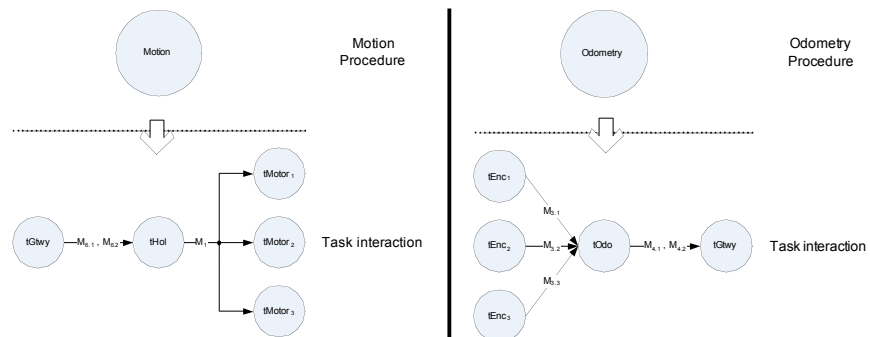 Motion
Motion
Procedure
tMotor1
tGtwy
M6.1 , M6.2
tHol
M1
tMotor2
Task interaction
tMotor3
Odometry
Odometry
Procedure
tEnc1
M3.1
tEnc2
M3.2
tOdo
M4.1 , M4.2
tGtwy
Task interaction
M3.3
tEnc3